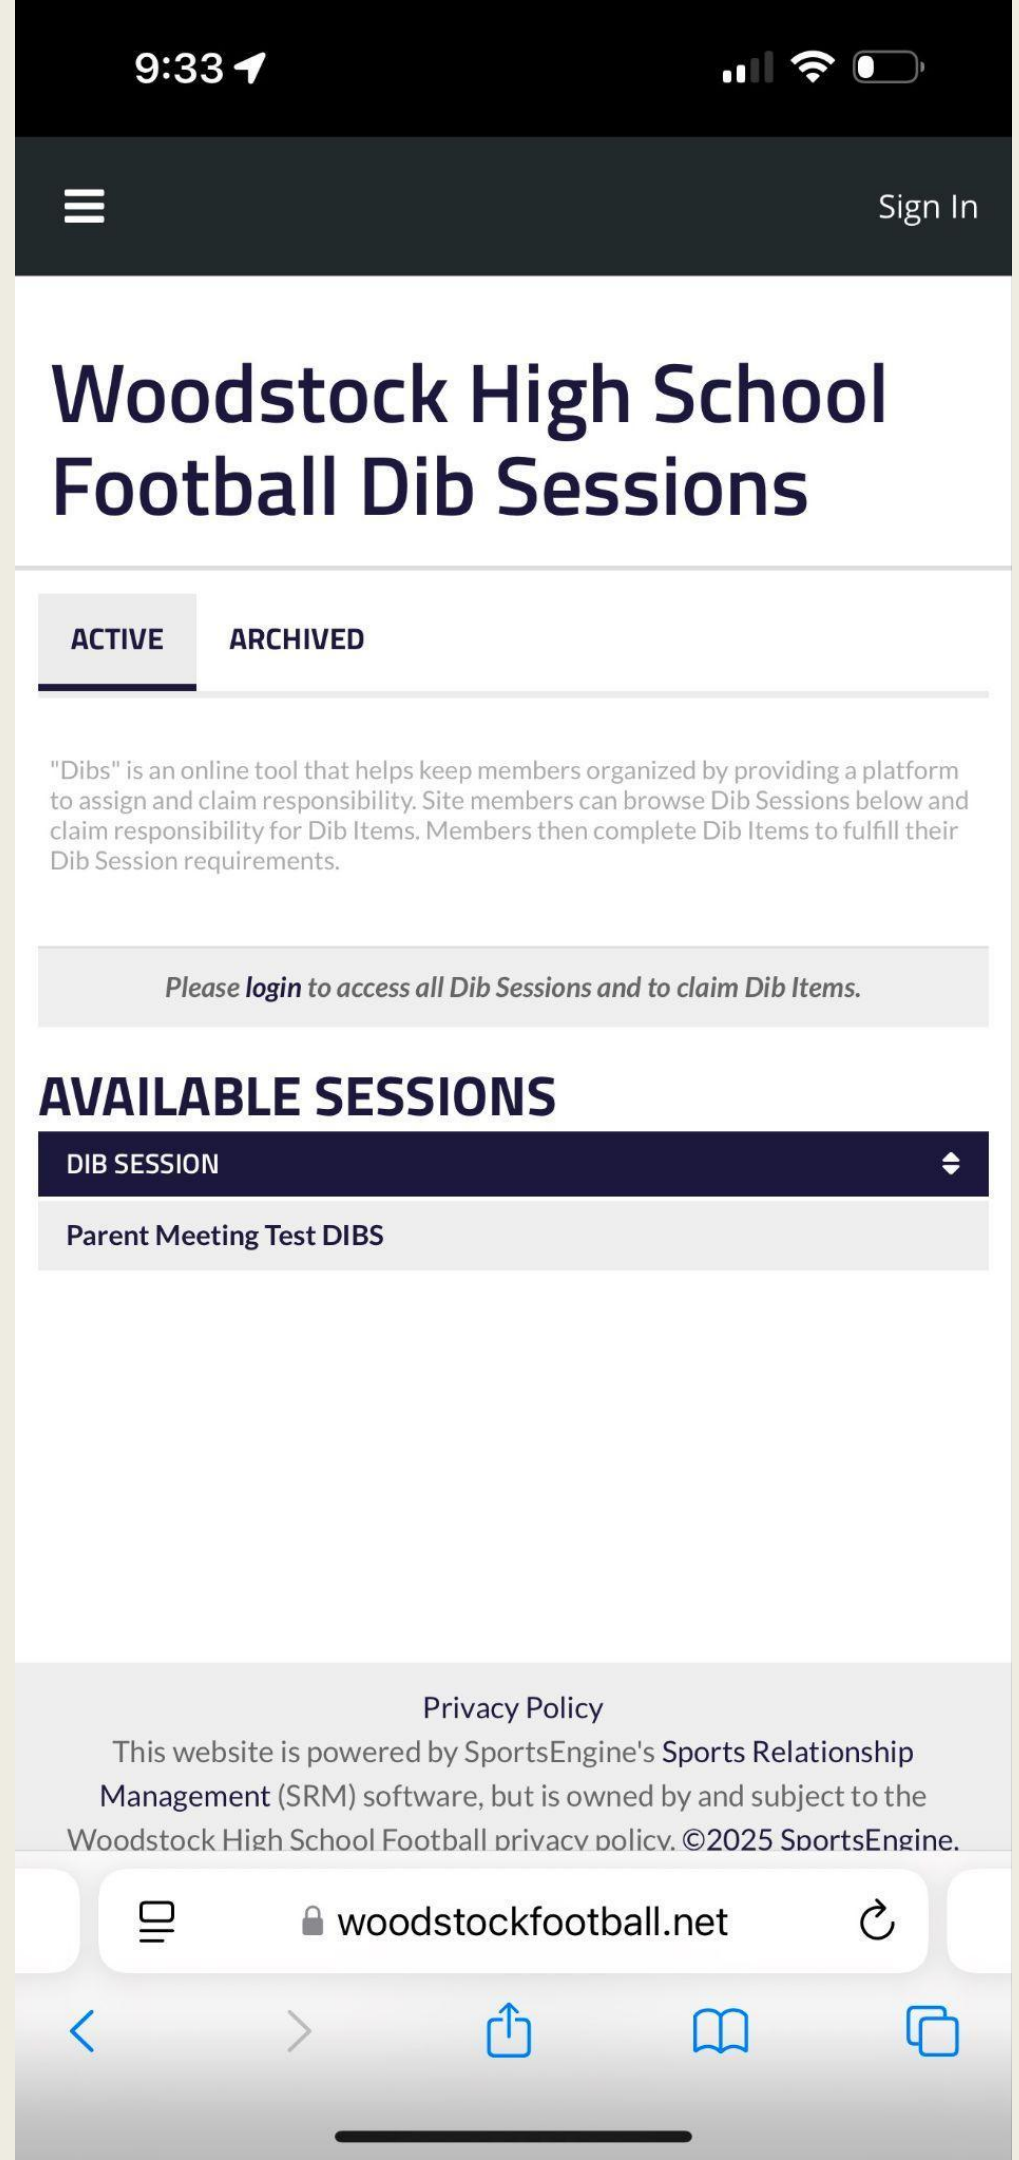 9:33
Sign In
Woodstock High School
Football Dib Sessions
ACTIVE ARCHIVED
"Dibs" is an online tool that helps keep members organized by providing a platform
to assign and claim responsibility. Site members can browse Dib Sessions below and
claim responsibility for Dib Items. Members then complete Dib Items to fulfill their
Dib Session requirements.
Please login to access all Dib Sessions and to claim Dib Items.
AVAILABLE SESSIONS
DIB SESSION
Parent Meeting Test DIBS
Privacy Policy
This website is powered by SportsEngine's Sports Relationship
Management (SRM) software, but is owned by and subject to the
Woodstock High School Football privacy policy. ©2025 SportsEngine.
woodstockfootball.net